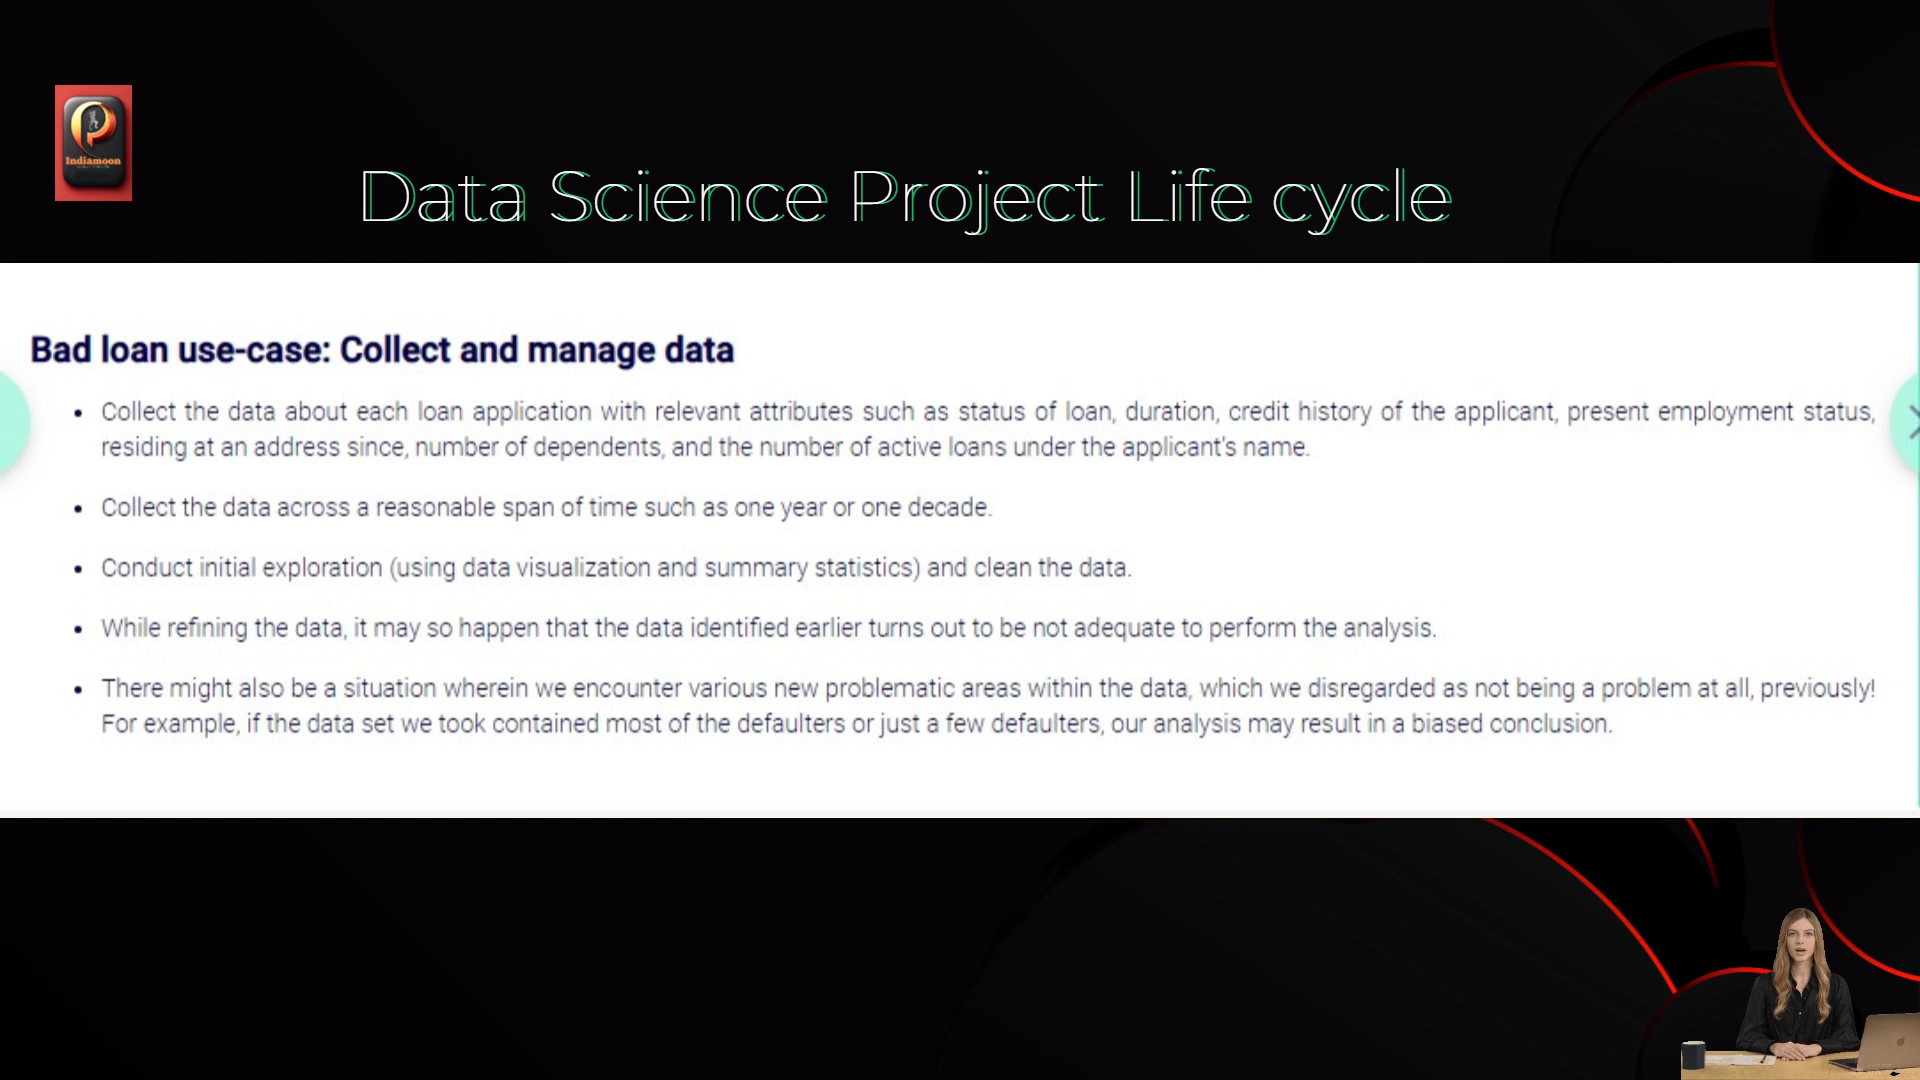 Indiamoon
Data Science Project Life cycle
Bad loan use-case: Collect and manage data
• Collect the data about each loan application with relevant attributes such as status of loan, duration, credit history of the applicant, present employment status,
residing at an address since, number of dependents, and the number of active loans under the applicant's name.
• Collect the data across a reasonable span of time such as one year or one decade.
• Conduct initial exploration (using data visualization and summary statistics) and clean the data.
• While refining the data, it may so happen that the data identified earlier turns out to be not adequate to perform the analysis.
• There might also be a situation wherein we encounter various new problematic areas within the data, which we disregarded as not being a problem at all, previously!
For example, if the data set we took contained most of the defaulters or just a few defaulters, our analysis may result in a biased conclusion.